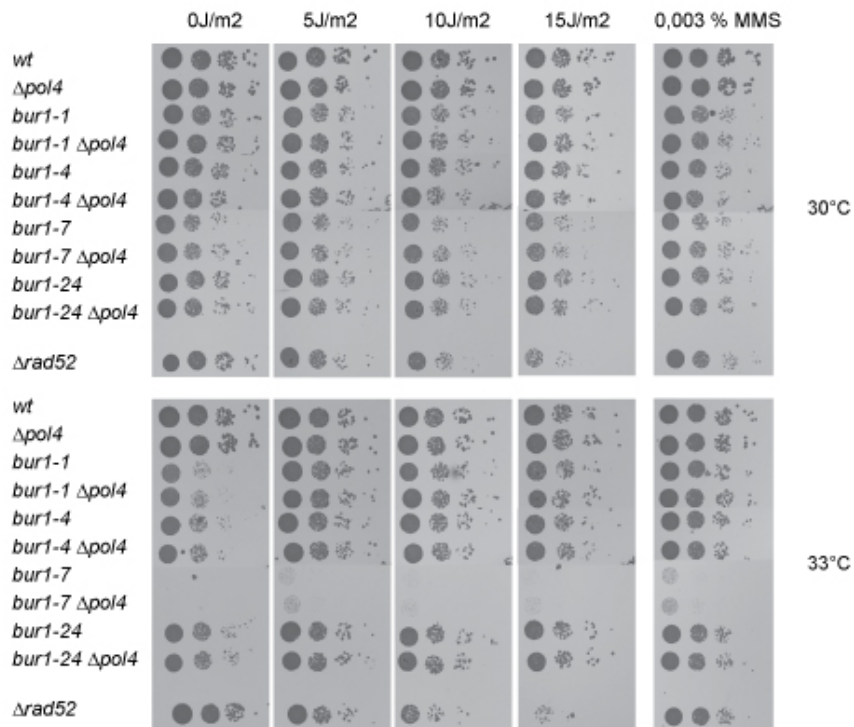 0J/m2 5J/m2 10J/m2 15J/m2 0,003 % MMS
wt
Δpol4
bur1-1
bur1-1 Δpol4
bur1-4
bur1-4 Δpol4
bur1-7
bur1-7 Δpol4
bur1-24
bur1-24 Δpol4
Δrad52
30°C
wt
Δpol4
bur1-1
bur1-1 Δpol4
bur1-4
bur1-4 Δpol4
bur1-7
bur1-7 Δpol4
bur1-24
bur1-24 Δpol4
Δrad52
33°C